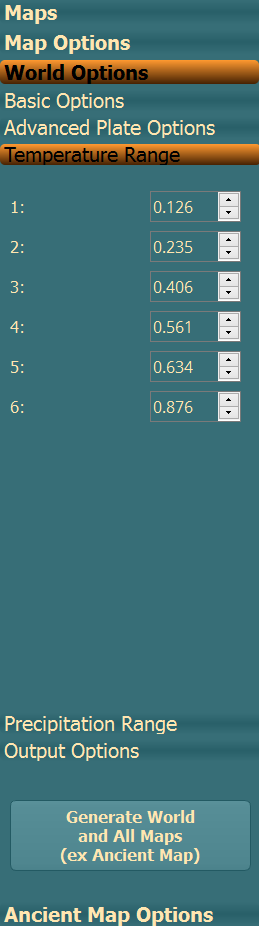 Maps
Map Options
World Options
Basic Options
Advanced Plate Options
Temperature Range
1: 0.126
2: 0.235
3: 0.406
4: 0.561
5: 0.634
6: 0.876
Precipitation Range
Output Options
Generate World
and All Maps
(ex Ancient Map)
Ancient Map Options